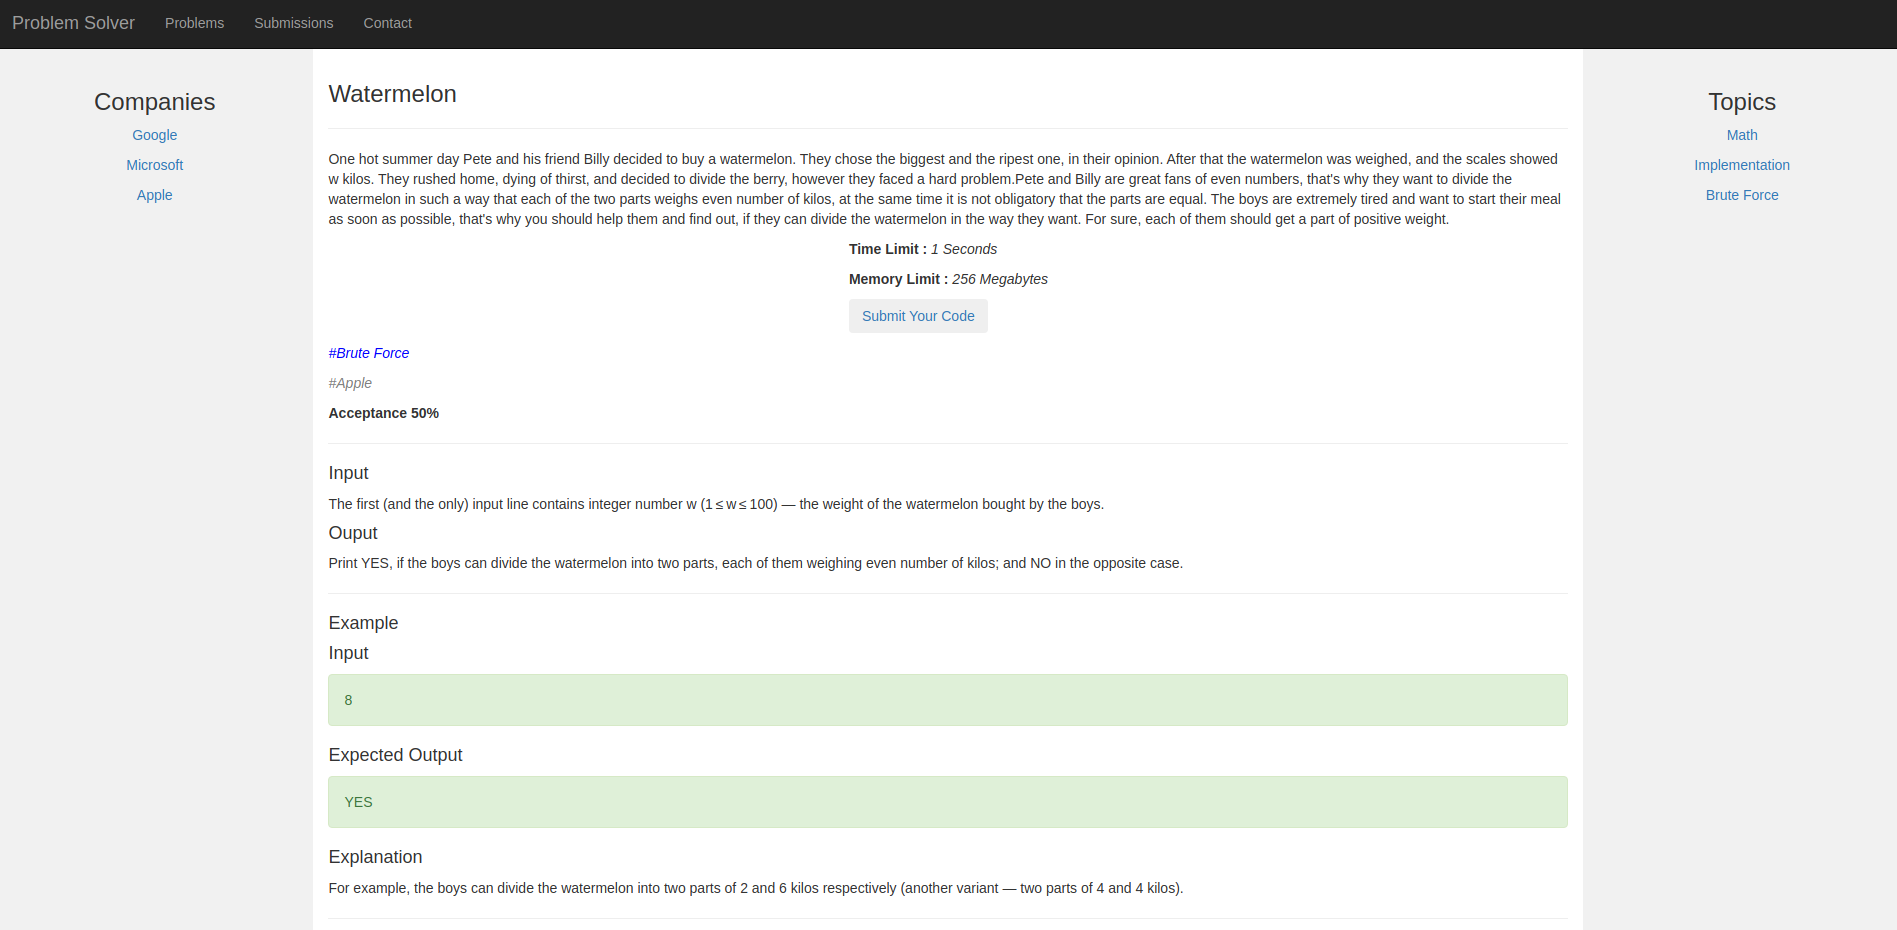 Problem Solver Problems Submissions Contact
Companies
Google
Microsoft
Apple
Watermelon
One hot summer day Pete and his friend Billy decided to buy a watermelon. They chose the biggest and the ripest one, in their opinion. After that the watermelon was weighed, and the scales showed
w kilos. They rushed home, dying of thirst, and decided to divide the berry, however they faced a hard problem.Pete and Billy are great fans of even numbers, that's why they want to divide the
watermelon in such a way that each of the two parts weighs even number of kilos, at the same time it is not obligatory that the parts are equal. The boys are extremely tired and want to start their meal
as soon as possible, that's why you should help them and find out, if they can divide the watermelon in the way they want. For sure, each of them should get a part of positive weight.
Time Limit : 1 Seconds
Memory Limit : 256 Megabytes
Submit Your Code
#Brute Force
#Apple
Acceptance 50%
Input
The first (and the only) input line contains integer number w (1 ≤ w ≤ 100) — the weight of the watermelon bought by the boys.
Ouput
Print YES, if the boys can divide the watermelon into two parts, each of them weighing even number of kilos; and NO in the opposite case.
Example
Input
8
Expected Output
YES
Explanation
For example, the boys can divide the watermelon into two parts of 2 and 6 kilos respectively (another variant — two parts of 4 and 4 kilos).
Topics
Math
Implementation
Brute Force